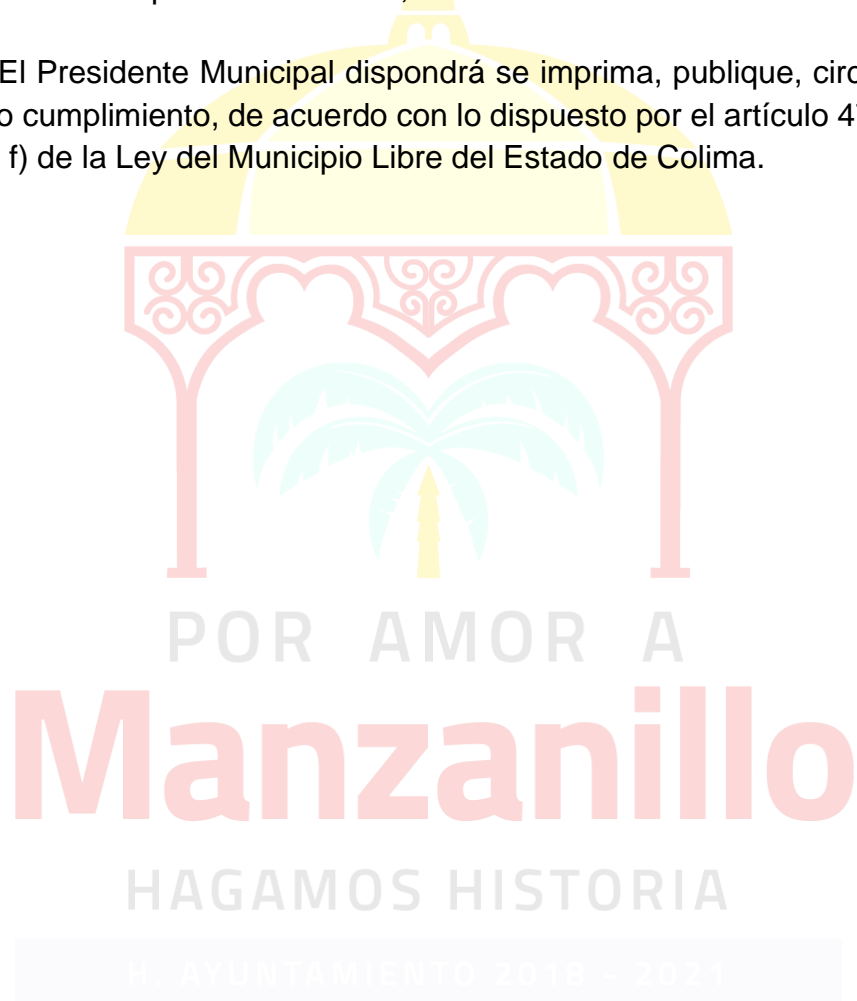 El Presidente Municipal dispondrá se imprima, publique, circ
o cumplimiento, de acuerdo con lo dispuesto por el artículo 4
f) de la Ley del Municipio Libre del Estado de Colima.
POR AMOR A
Manzanillo
HAGAMOS HISTORIA
H. AYUNTAMIENTO 2018 - 2021